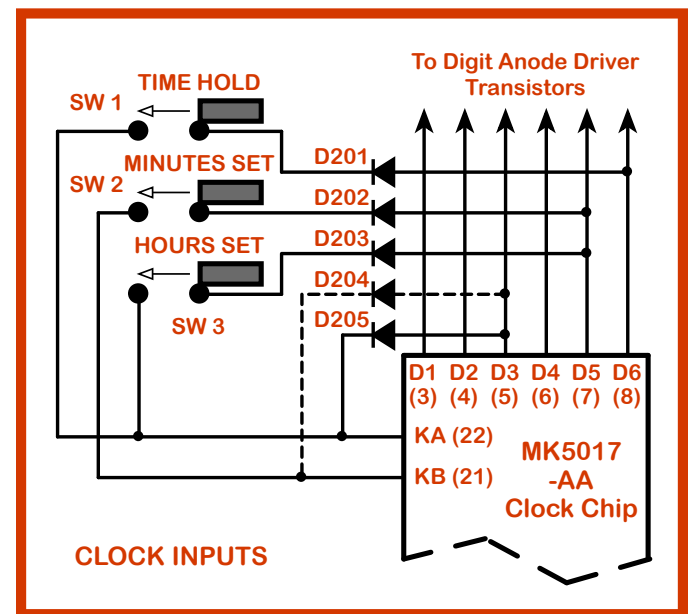 To Digit Anode Driver
Transistors
TIME HOLD
SW 1
D201
MINUTES SET
SW 2
D202
D203
HOURS SET
D204
SW 3
D205
D1 D2 D3 D4 D5 D6
(3) (4) (5) (6) (7) (8)
KA (22)
KB (21)
MK5017
-AA
Clock Chip
CLOCK INPUTS